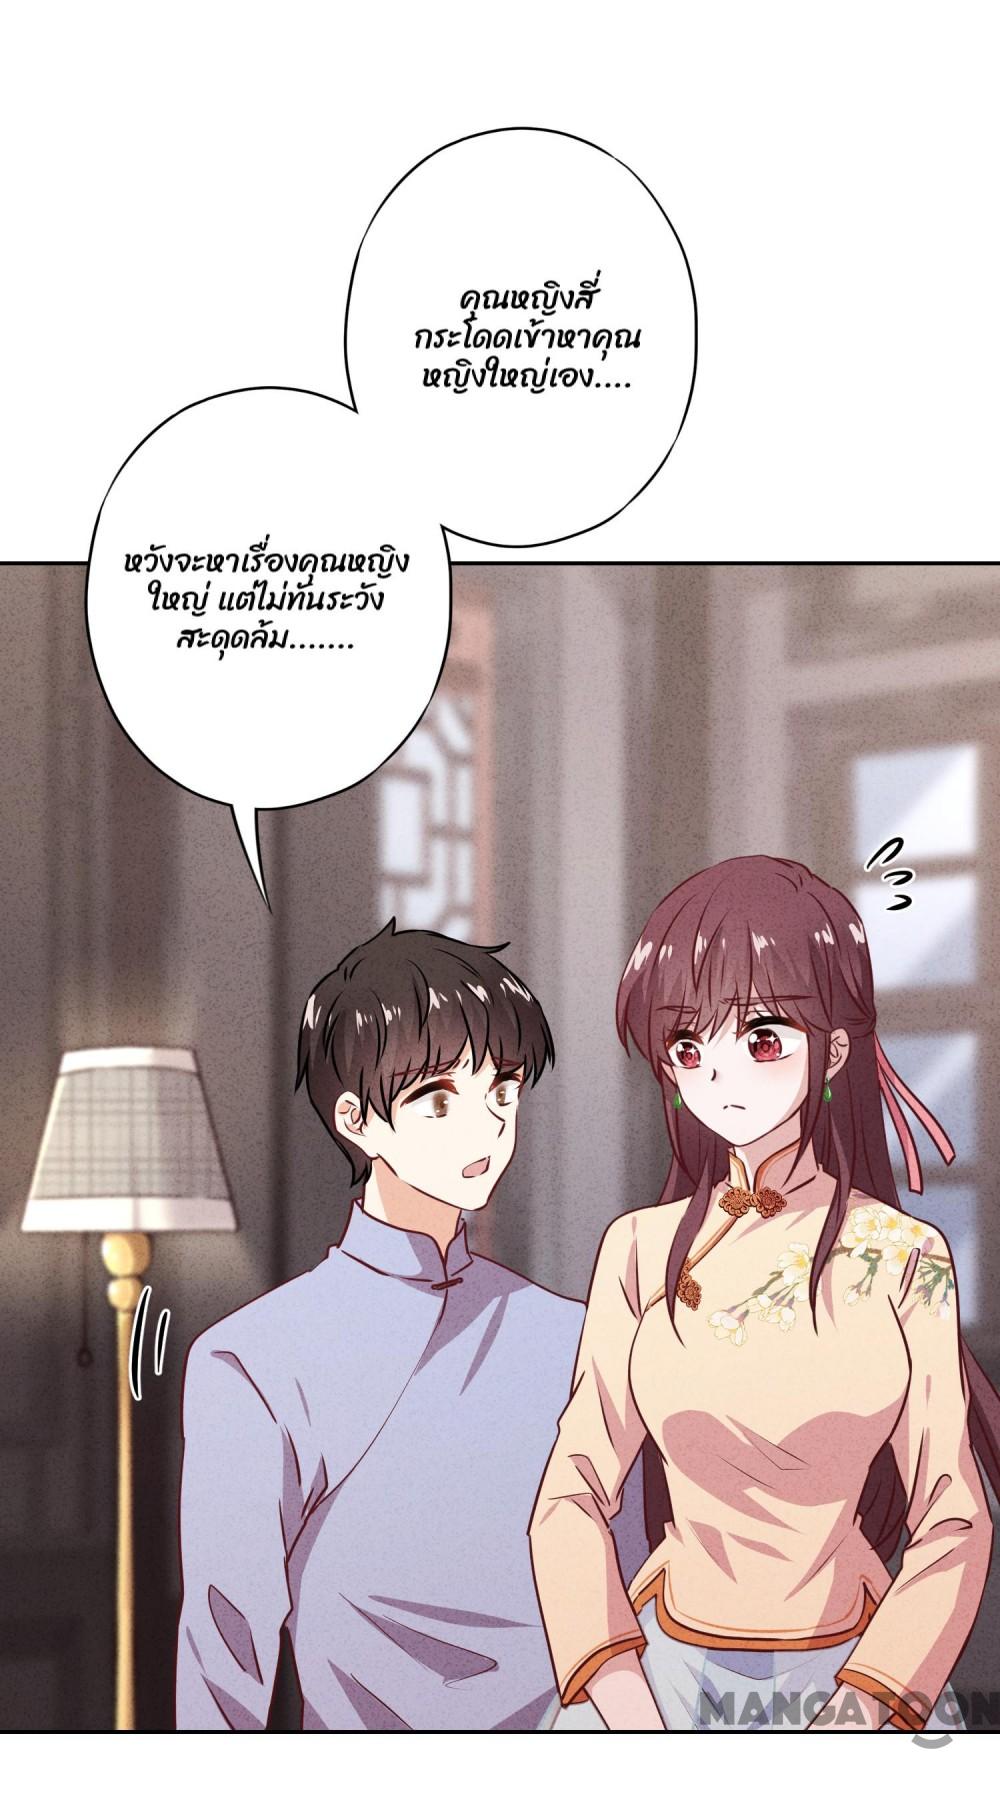 คุณหญิงสี่
กระโดดเข้าหาคุณ
หญิงใหญ่เอง....
หวังจะหาเรื่องคุณหญิง
ใหญ่ แต่ไม่ทันระวัง
สะดุดล้ม.......
MANGATOON